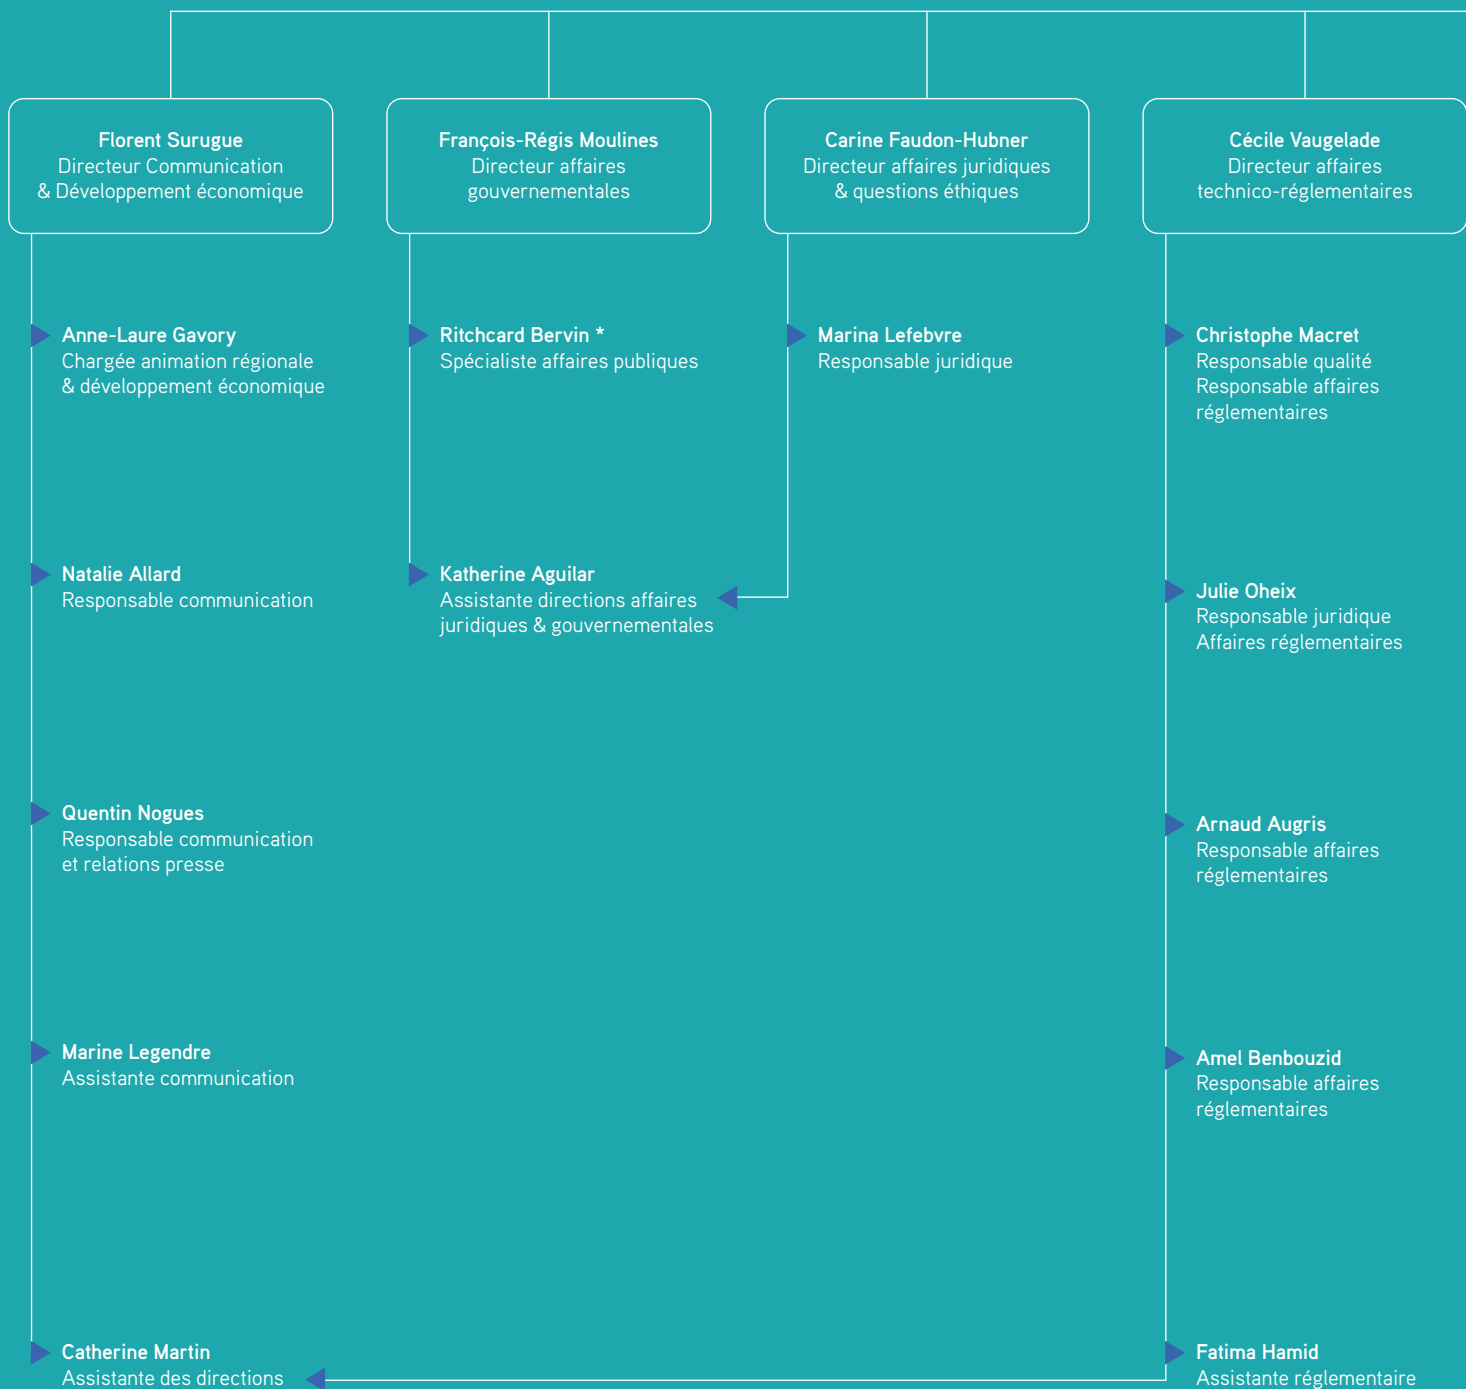 Florent Surugue
Directeur Communication
& Développement économique
François-Régis Moulines
Directeur affaires
gouvernementales
Carine Faudon-Hubner
Directeur affaires juridiques
& questions éthiques
Cécile Vaugelade
Directeur affaires
technico-réglementaires
Anne-Laure Gavory
Chargée animation régionale
& développement économique
Natalie Allard
Responsable communication
Quentin Nogues
Responsable communication
et relations presse
Marine Legendre
Assistante communication
Catherine Martin
Assistante des directions
Ritchcard Bervin *
Spécialiste affaires publiques
Katherine Aguilar
Assistante directions affaires
juridiques & gouvernementales
Marina Lefebvre
Responsable juridique
Christophe Macret
Responsable qualité
Responsable affaires
réglementaires
Julie Oheix
Responsable juridique
Affaires réglementaires
Arnaud Augris
Responsable affaires
réglementaires
Amel Benbouzid
Responsable affaires
réglementaires
Fatima Hamid
Assistante réglementaire